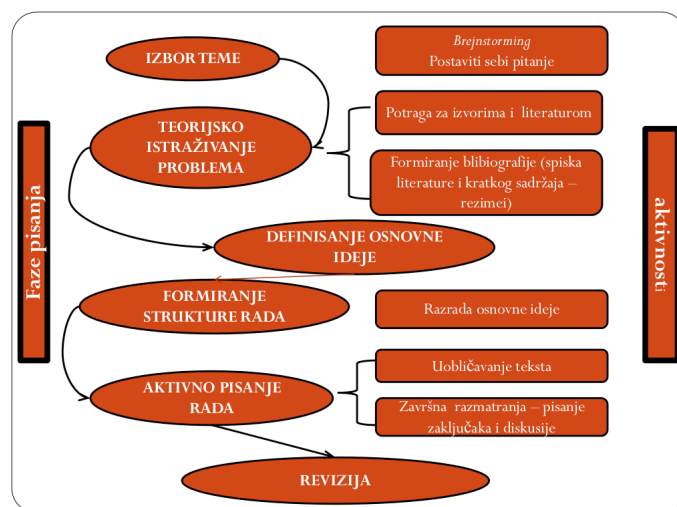 IZBOR TEME
Brejnstorming
Postaviti sebi pitanje
Faze pisanja
TEORIJSKO
ISTRAŽIVANJE
PROBLEMA
Potraga za izvorima i literaturom
Formiranje blibiografije (spiska
literature i kratkog sadržaja –
rezimei)
aktivnosti
DEFINISANJE OSNOVNE
IDEJE
FORMIRANJE
STRUKTURE RADA
Razrada osnovne ideje
AKTIVNO PISANJE
RADA
Uobličavanje teksta
Završna razmatranja – pisanje
zaključaka i diskusije
REVIZIJA